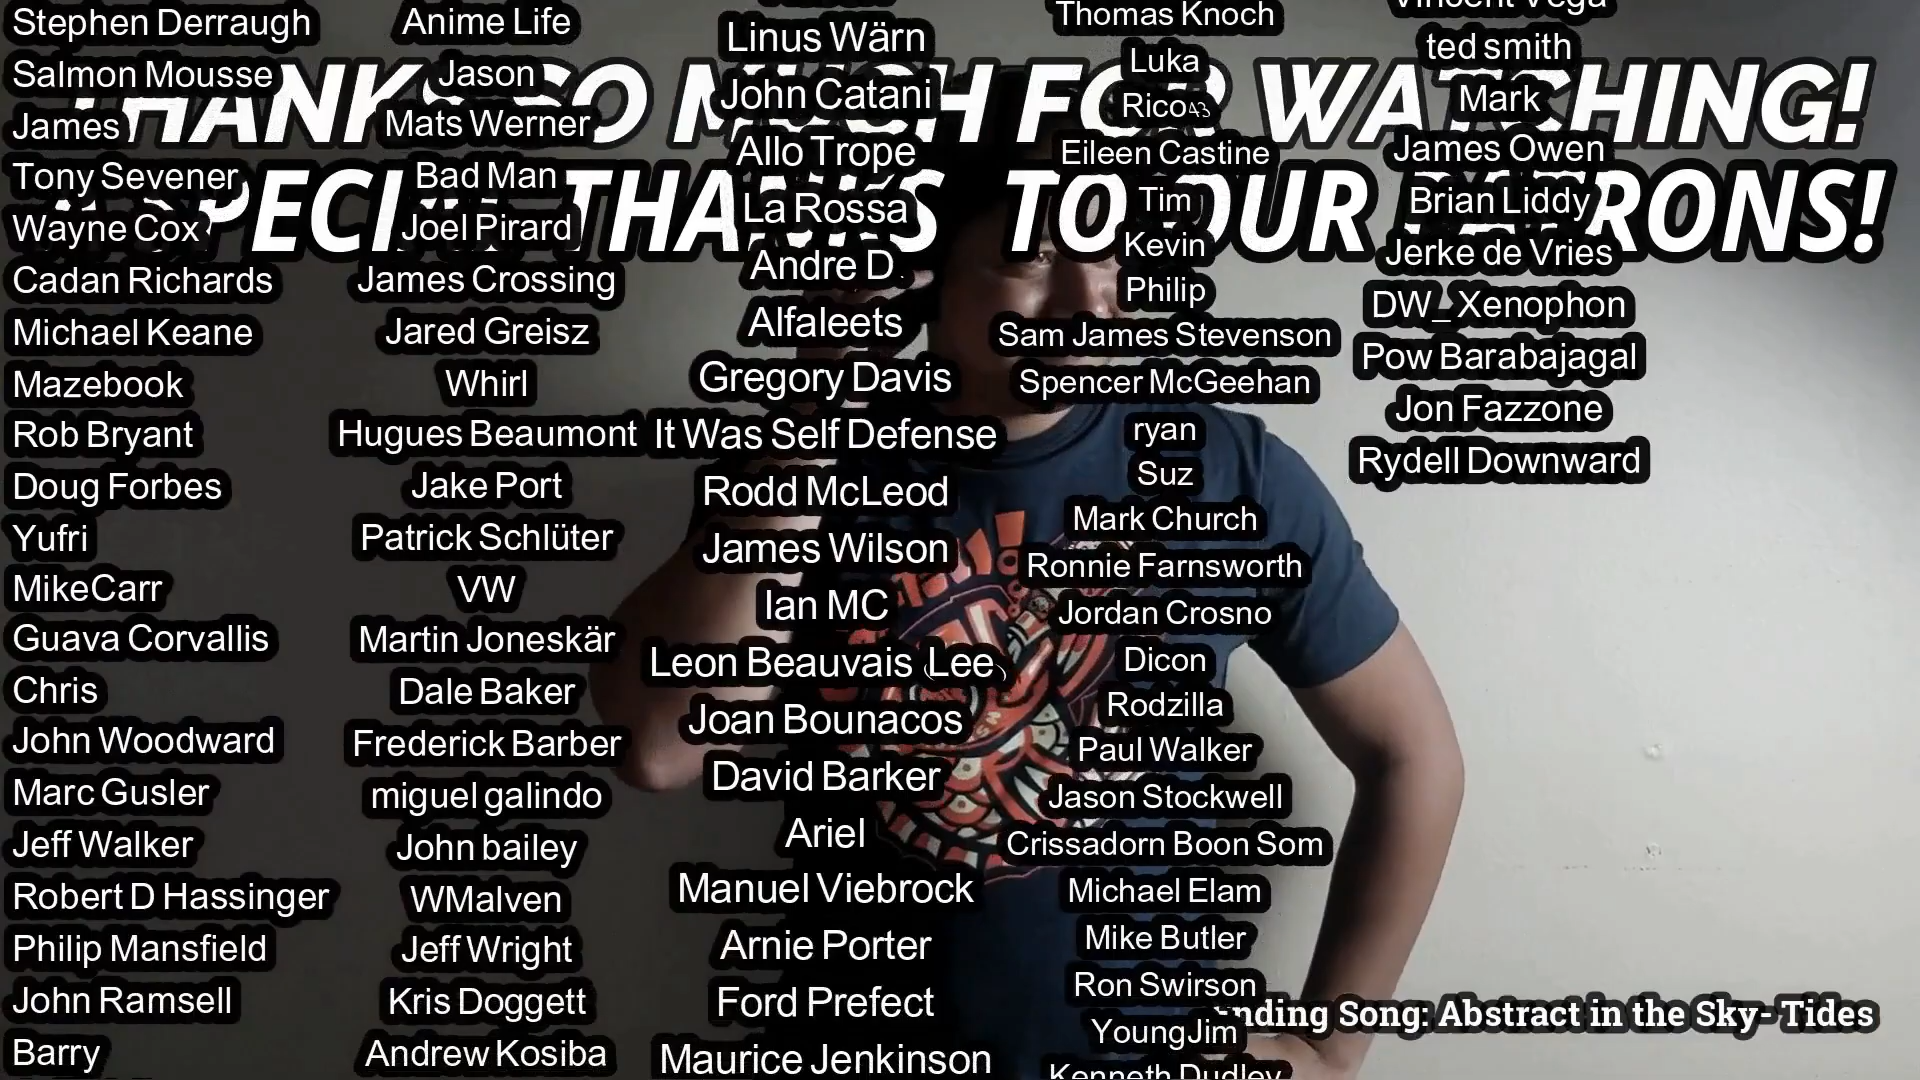 THANKS SO MUCH FOR WATCHING!
A SPECIAL THANKS TO OUR PATRONS!
Stephen Derraugh
Salmon Mousse
James
Tony Sevener
Wayne Cox
Cadan Richards
Michael Keane
Mazebook
Rob Bryant
Doug Forbes
Yufri
MikeCarr
Guava Corvallis
Chris
John Woodward
Marc Gusler
Jeff Walker
Robert D Hassinger
Philip Mansfield
John Ramsell
Barry
Anime Life
Jason
Mats Werner
Bad Man
Joel Pirard
James Crossing
Jared Greisz
Whirl
Hugues Beaumont
Jake Port
Patrick Schlüter
VW
Martin Joneskär
Dale Baker
Frederick Barber
miguel galindo
John bailey
WMalven
Jeff Wright
Kris Doggett
Andrew Kosiba
Linus Wärn
John Catani
Allo Trope
La Rossa
Andre D.
Alfaleets
Gregory Davis
It Was Self Defense
Rodd McLeod
James Wilson
Ian MC
Leon Beauvais (Lee)
Joan Bounacos
David Barker
Ariel
Manuel Viebrock
Arnie Porter
Ford Prefect
Maurice Jenkinson
Thomas Knoch
Luka
Rico43
Eileen Castine
Tim
Kevin
Philip
Sam James Stevenson
Spencer McGeehan
ryan
Suz
Mark Church
Ronnie Farnsworth
Jordan Crosno
Dicon
Rodzilla
Paul Walker
Jason Stockwell
Crissadorn Boon Som
Michael Elam
Mike Butler
Ron Swirson
YoungJim
Kenneth Dudley
Vincent Vega
ted smith
Mark
James Owen
Brian Liddy
Jerke de Vries
DW_Xenophon
Pow Barabajagal
Jon Fazzone
Rydell Downward
Ending Song: Abstract in the Sky- Tides